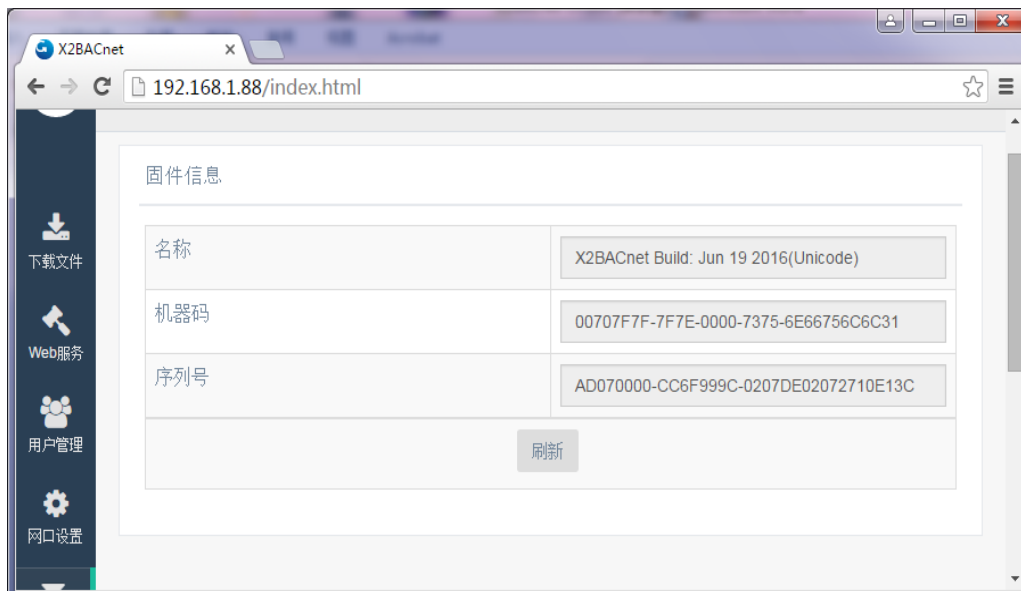 X2BACnet
192.168.1.88/index.html
固件信息
下载文件
Web服务
用户管理
网口设置
名称
X2BACnet Build: Jun 19 2016(Unicode)
机器码
00707F7F-7F7E-0000-7375-6E66756C6C31
序列号
AD070000-CC6F999C-0207DE02072710E13C
刷新